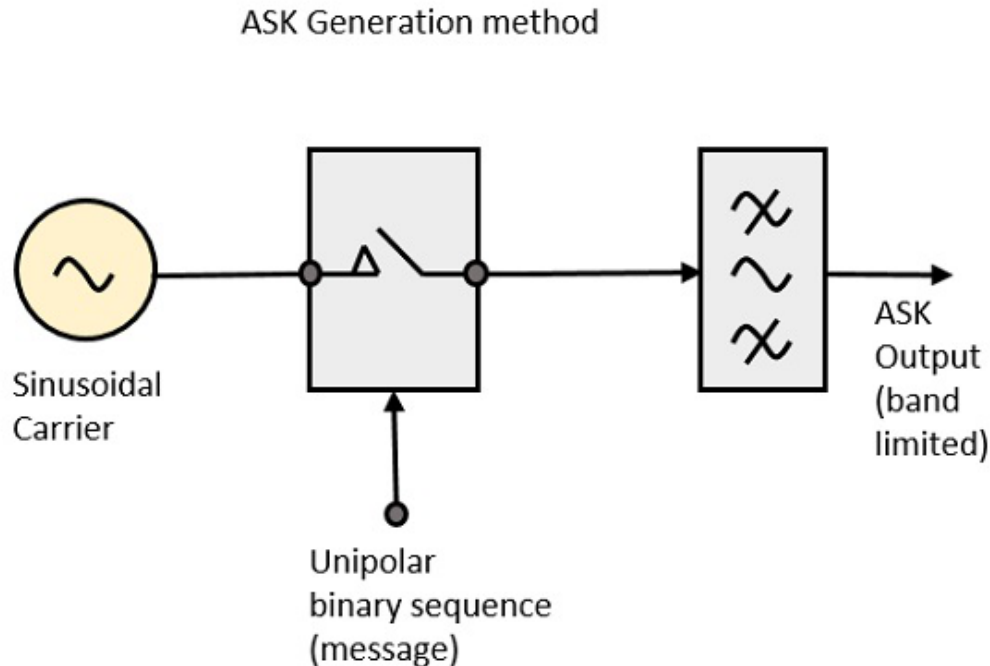 ASK Generation method
Sinusoidal
Carrier
Unipolar
binary sequence
(message)
ASK
Output
(band
limited)